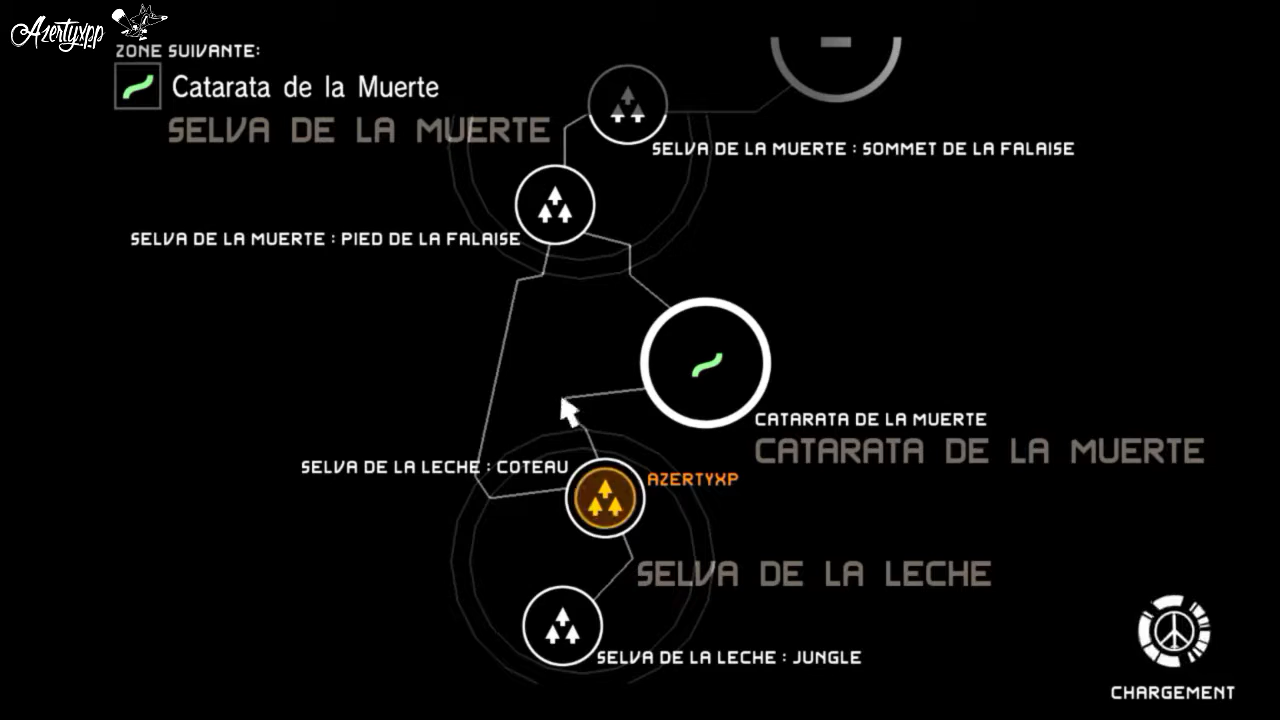 Azertyxpp
ZONE SUIVANTE:
Catarata de la Muerte
SELVA DE LA MUERTE
SELVA DE LA MUERTE : SOMMET DE LA FALAISE
SELVA DE LA MUERTE : PIED DE LA FALAISE
CATARATA DE LA MUERTE
CATARATA DE LA MUERTE
SELVA DE LA LECHE : COTEAU
AZERTYXP
SELVA DE LA LECHE
SELVA DE LA LECHE : JUNGLE
CHARGEMENT